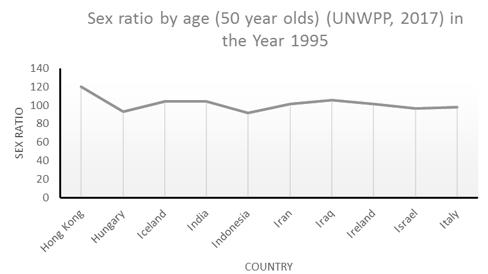 Sex ratio by age (50 year olds) (UNWPP, 2017) in
the Year 1995
140
120
100
80
60
40
20
0
SEX RATIO
Hong Kong
Hungary
Iceland
India
Indonesia
Iran
Iraq
Ireland
Israel
Italy
COUNTRY